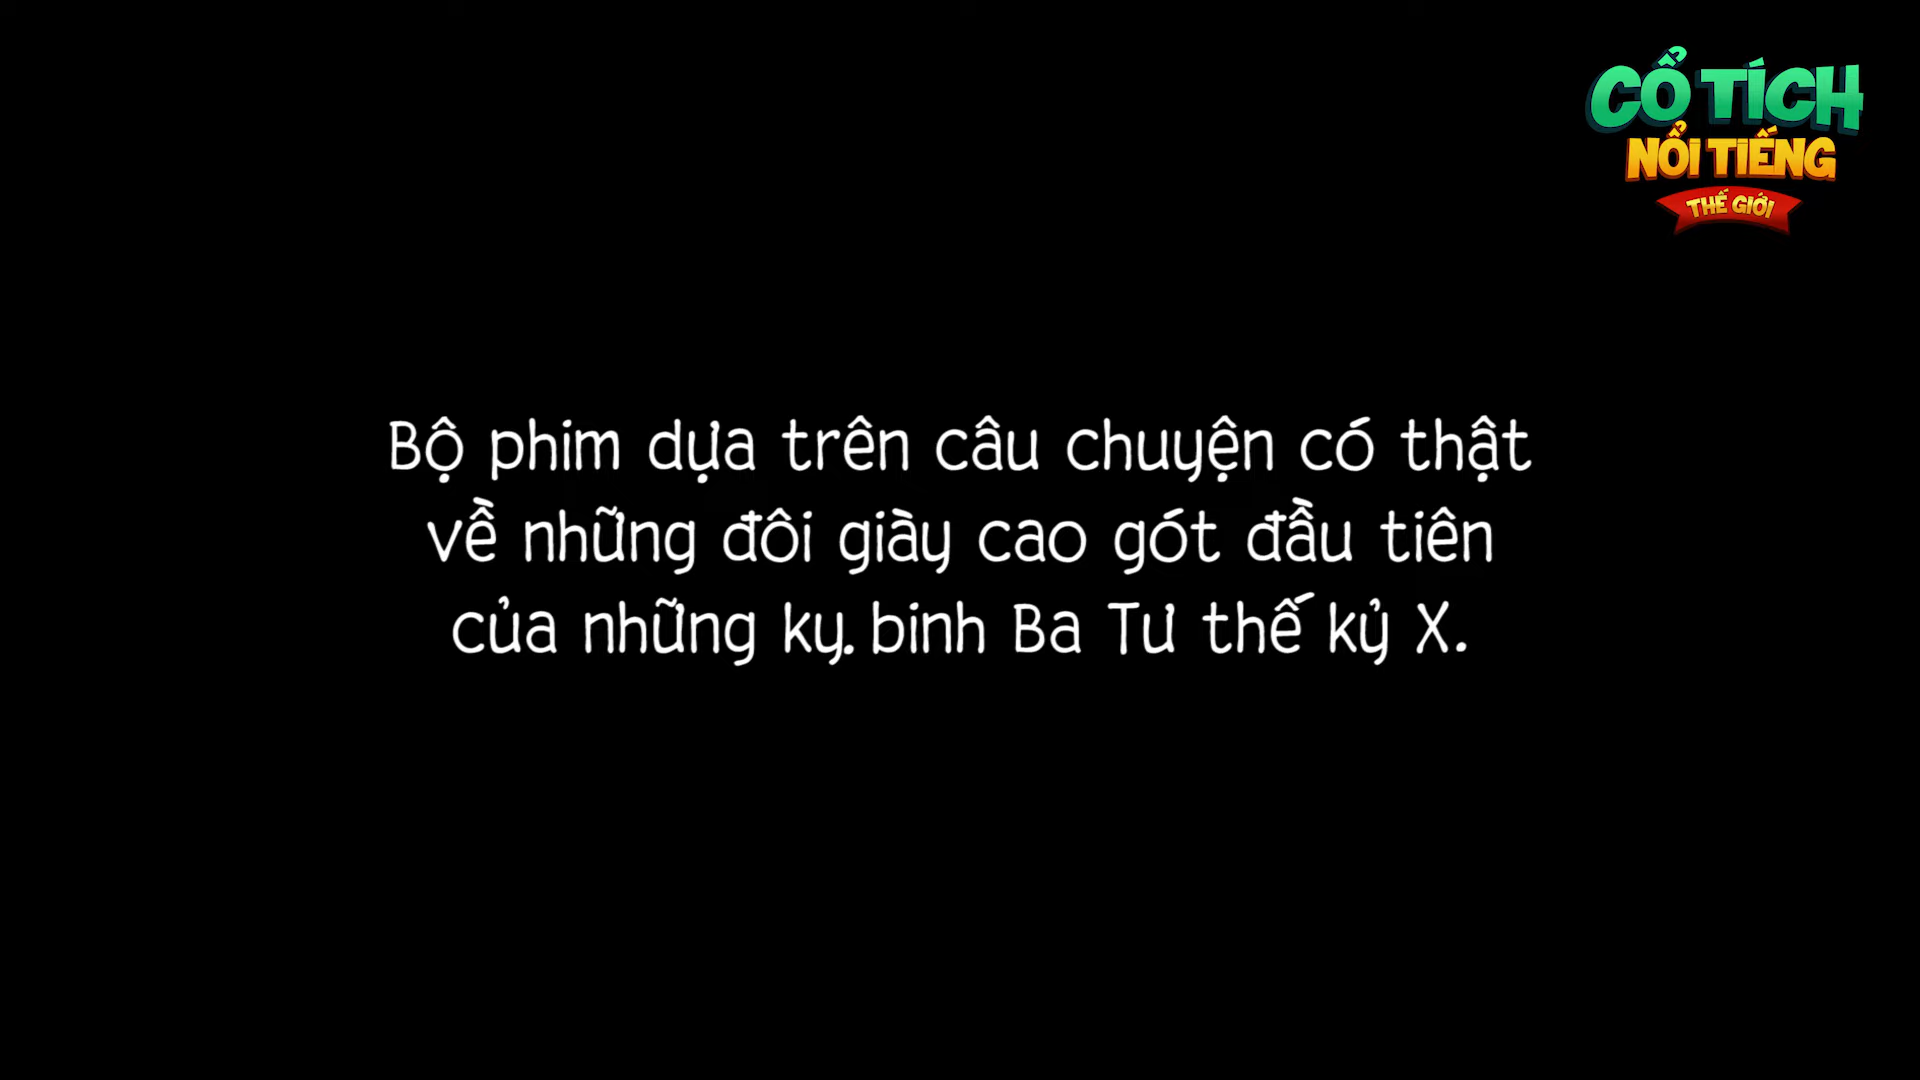 CỔ TÍCH
NỔI TIẾNG
THẾ GIỚI
Bộ phim dựa trên câu chuyện có thật
về những đôi giày cao gót đầu tiên
của những kỵ binh Ba Tư thế kỷ X.